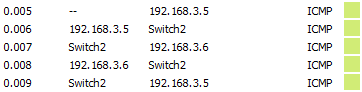 0.005 -- 192.168.3.5 ICMP
0.006 192.168.3.5 Switch2 ICMP
0.007 Switch2 192.168.3.6 ICMP
0.008 192.168.3.6 Switch2 ICMP
0.009 Switch2 192.168.3.5 ICMP